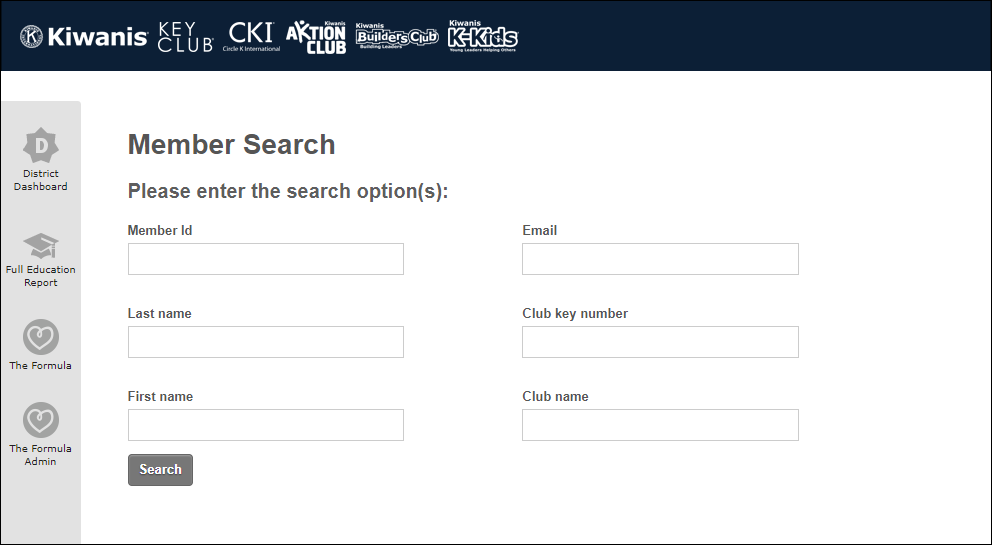 Kiwanis
KEY
CLUB
CKI
Circle K International
Kiwanis
AKTION
CLUB
Kiwanis
Builders Club
Building Leaders
Kiwanis
K-Kids
Young Leaders Helping Others
D
District
Dashboard
Full Education
Report
The Formula
The Formula
Admin
Member Search
Please enter the search option(s):
Member Id
Email
Last name
Club key number
First name
Club name
Search